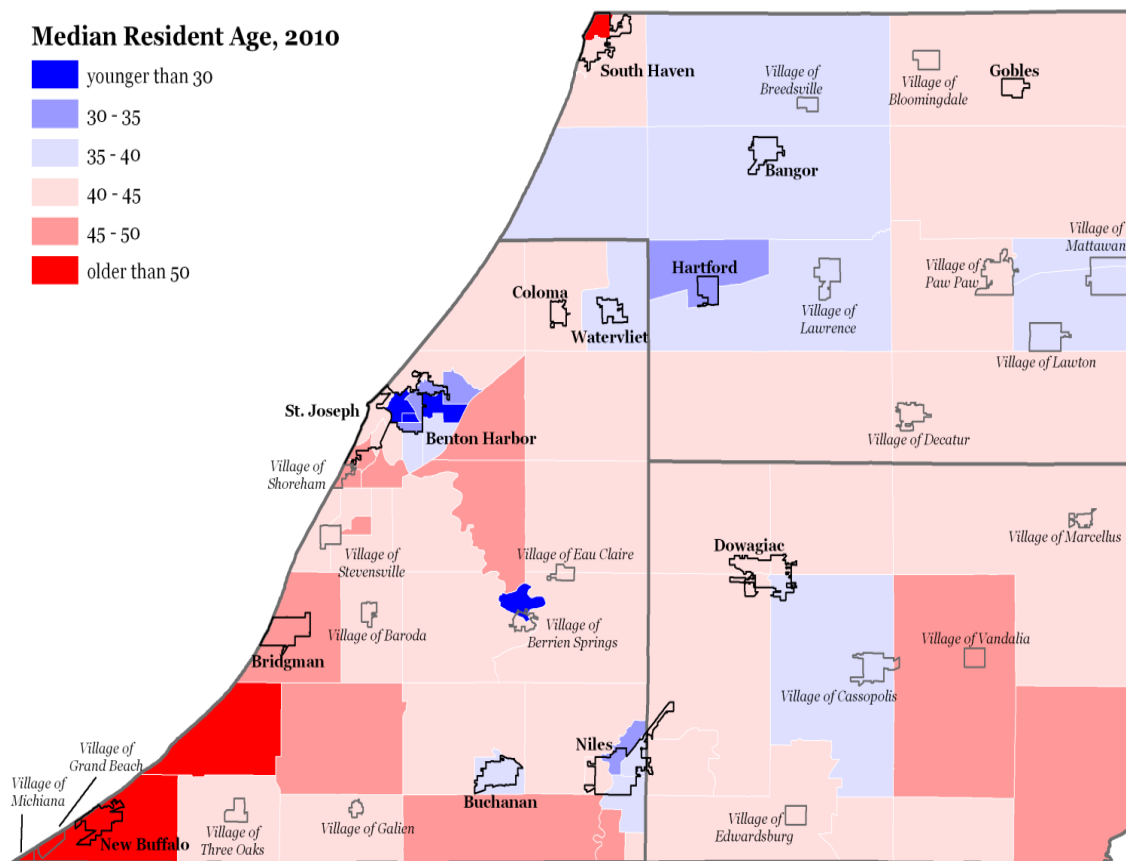 Median Resident Age, 2010
younger than 30
30 - 35
35 - 40
40 - 45
45 - 50
older than 50
South Haven
Village of
Breedsville
Village of
Bloomingdale
Gobles
Bangor
Village of
Mattawan
Hartford
Village of
Paw Paw
Coloma
Watervliet
Village of
Lawrence
Village of Lawton
St. Joseph
Benton Harbor
Village of Decatur
Village of
Shoreham
Village of Marcellus
Village of
Stevensville
Village of Eau Claire
Dowagiac
Village of Baroda
Village of
Berrien Springs
Village of Vandalia
Bridgman
Village of Cassopolis
Village of
Grand Beach
Village of
Michiana
Niles
Buchanan
New Buffalo
Village of
Three Oaks
Village of Galien
Village of
Edwardsburg